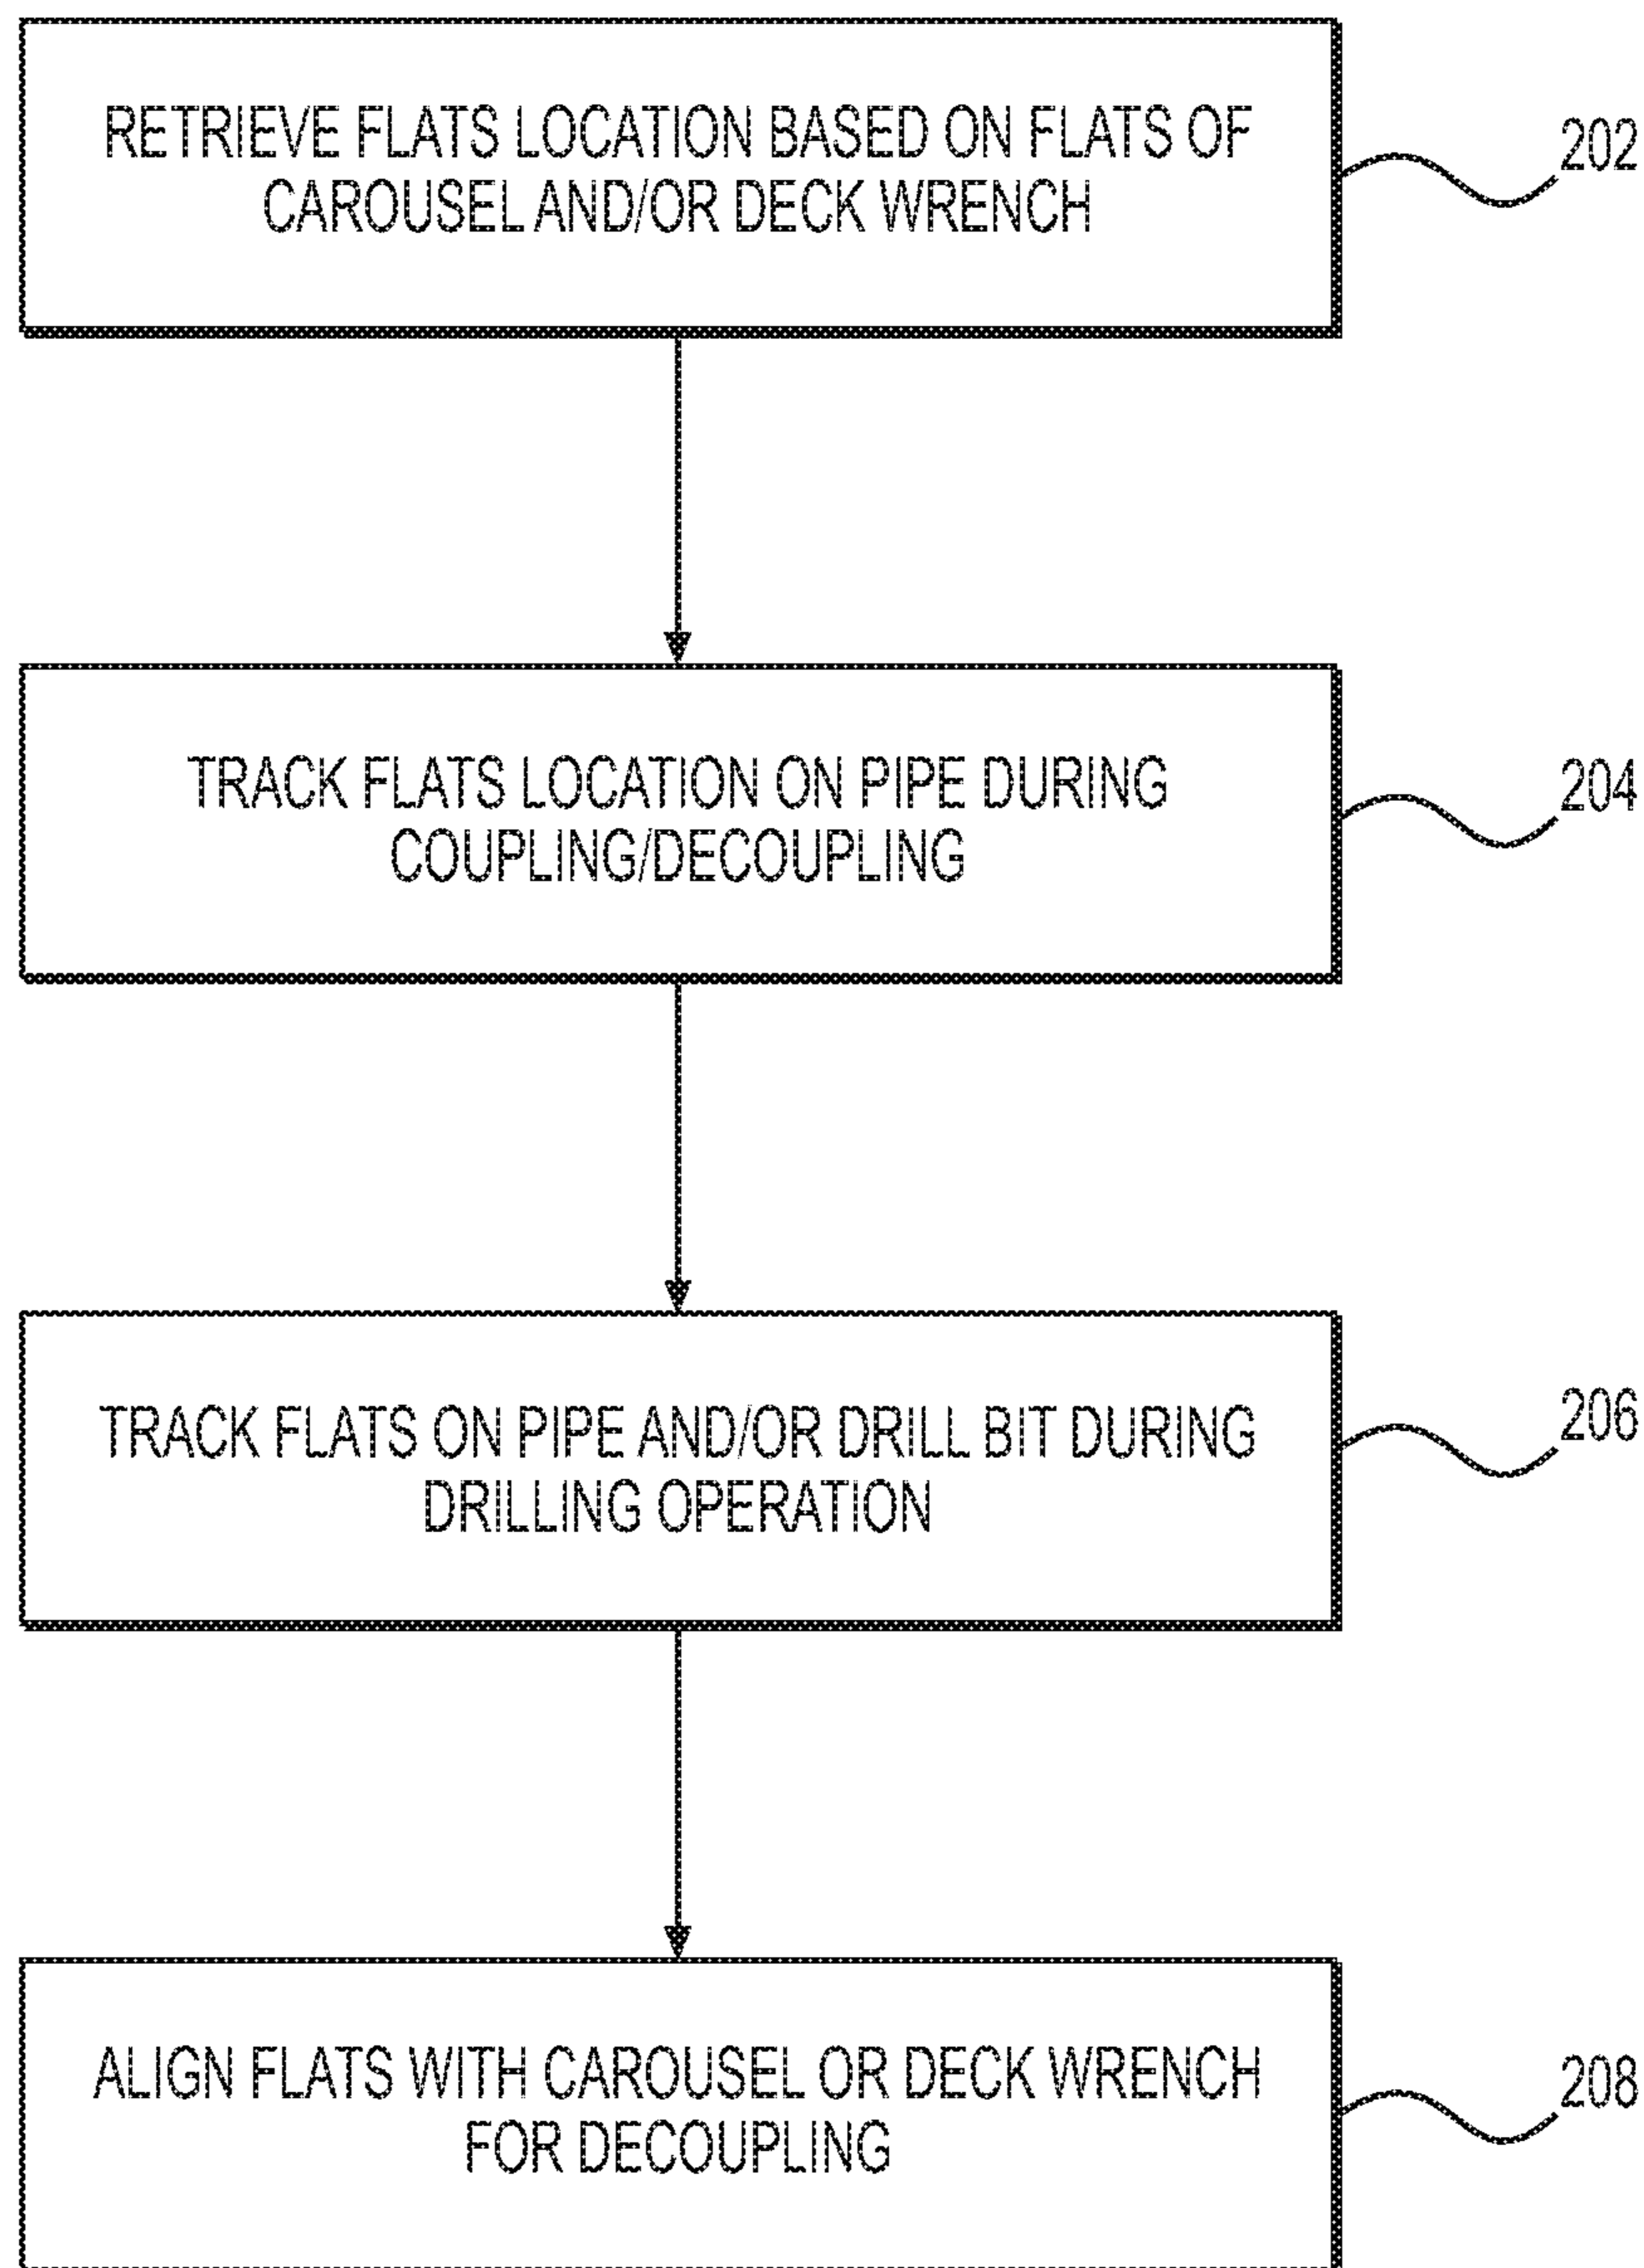 RETRIEVE FLATS LOCATION BASED ON FLATS OF
CAROUSEL AND/OR DECK WRENCH
202
TRACK FLATS LOCATION ON PIPE DURING
COUPLING/DECOUPLING
204
TRACK FLATS ON PIPE AND/OR DRILL BIT DURING
DRILLING OPERATION
206
ALIGN FLATS WITH CAROUSEL OR DECK WRENCH
FOR DECOUPLING
208